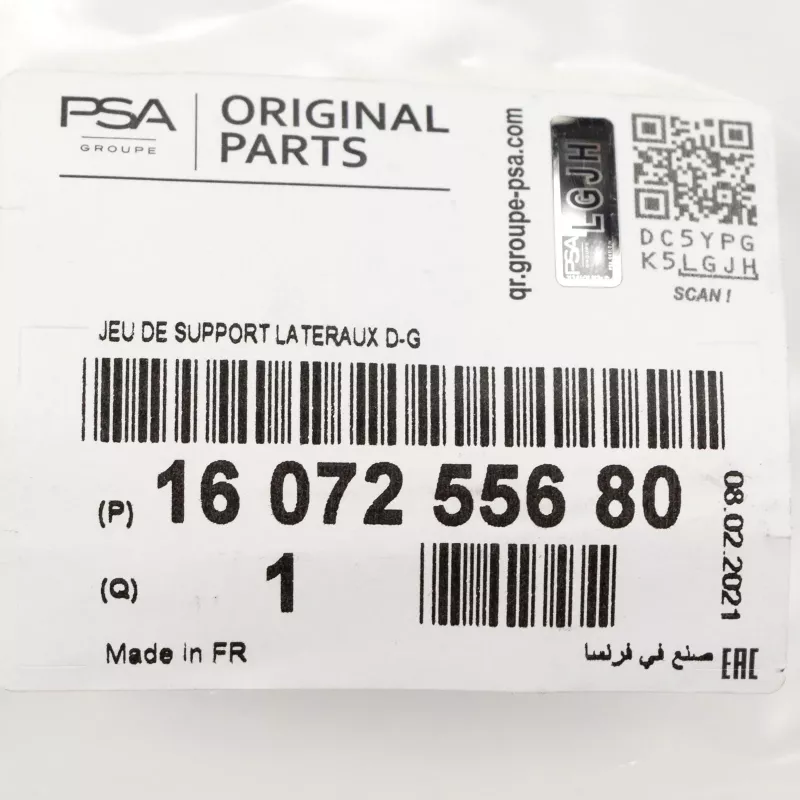 PSA
GROUPE
ORIGINAL
PARTS
qr.groupe-psa.com
PSA
LGJH
DC5YPG
K5LGJH
SCAN !
JEU DE SUPPORT LATERAUX D-G
(P) 16 072 556 80
(Q) 1
08.02.2021
Made in FR
صنع في فرنسا
EAC